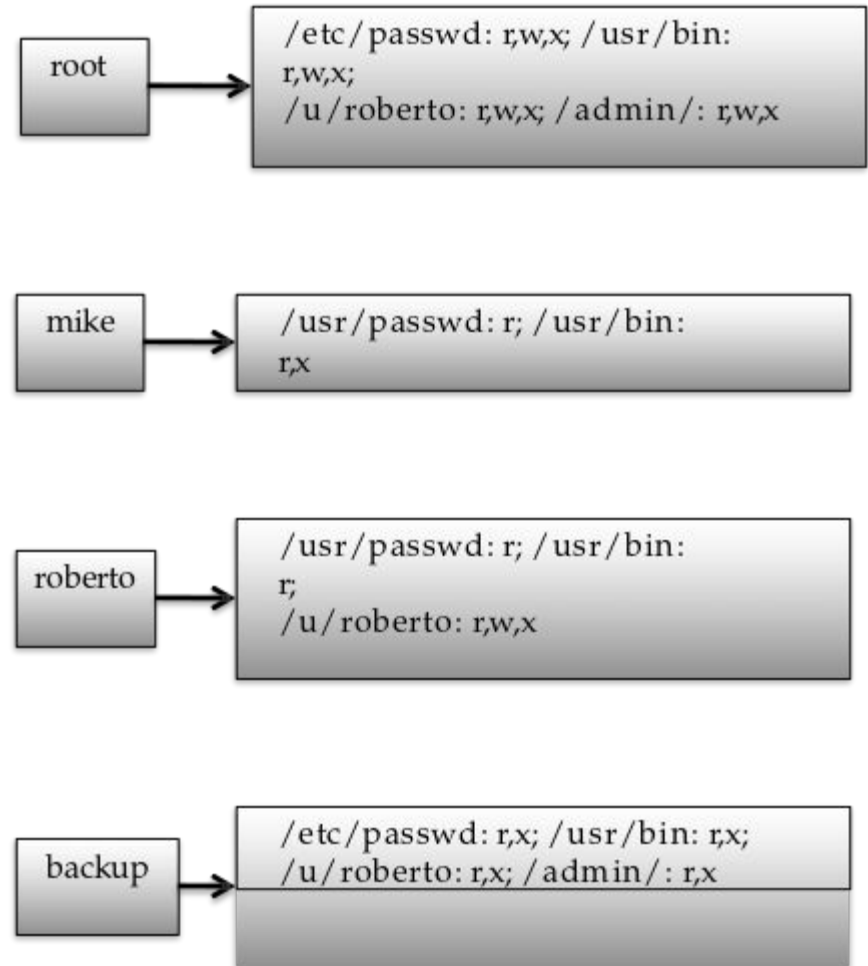 root
/etc/passwd: r,w,x; /usr/bin:
r,w,x;
/u/roberto: r,w,x; /admin/: r,w,x
mike
/usr/passwd: r; /usr/bin:
r,x
roberto
/usr/passwd: r; /usr/bin:
r;
/u/roberto: r,w,x
backup
/etc/passwd: r,x; /usr/bin: r,x;
/u/roberto: r,x; /admin/: r,x